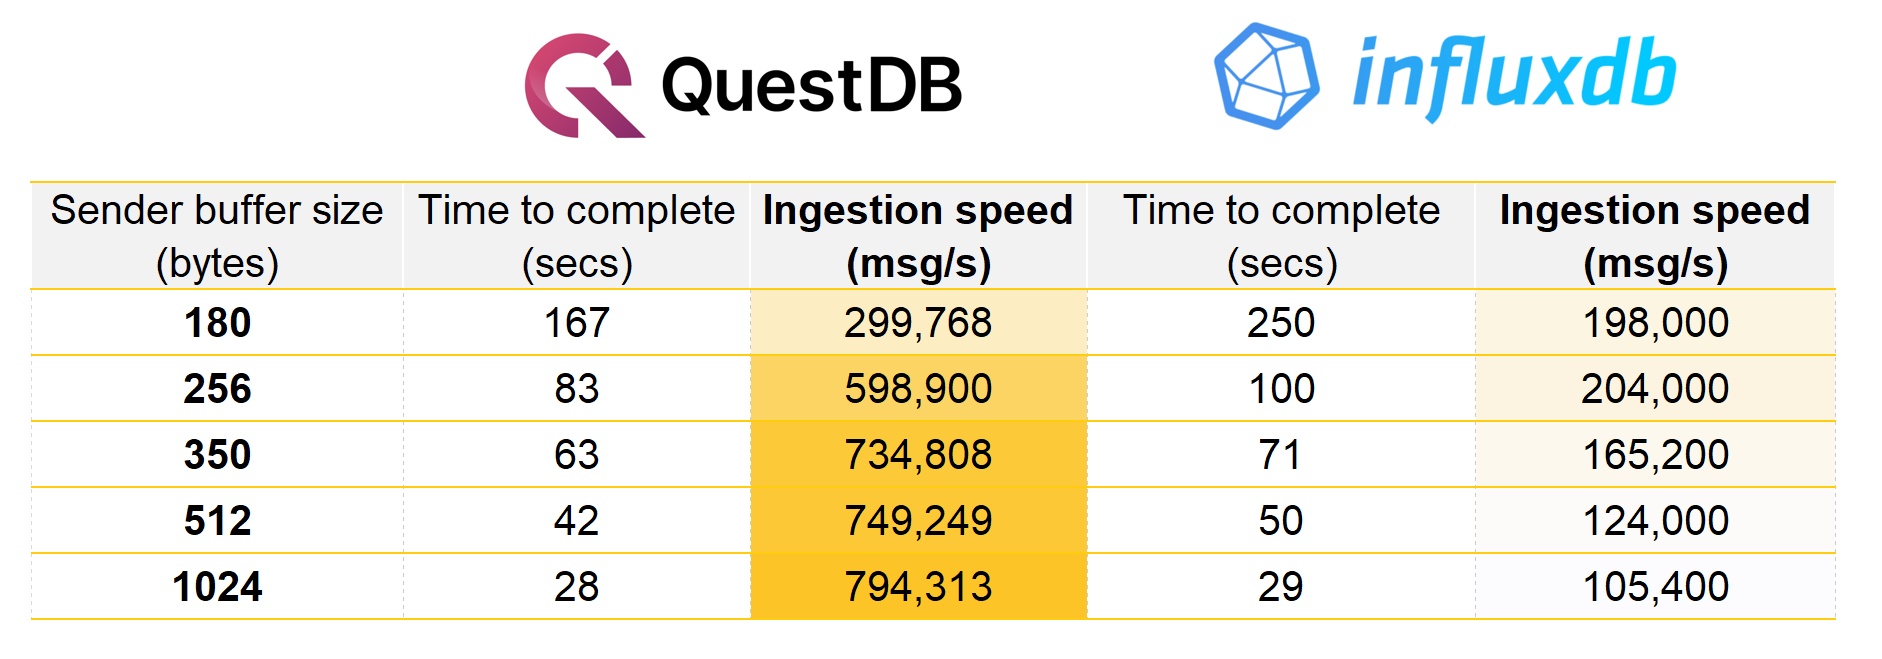 QuestDB influxdb
Sender buffer size (bytes) Time to complete (secs) Ingestion speed (msg/s) Time to complete (secs) Ingestion speed (msg/s)
180 167 299,768 250 198,000
256 83 598,900 100 204,000
350 63 734,808 71 165,200
512 42 749,249 50 124,000
1024 28 794,313 29 105,400